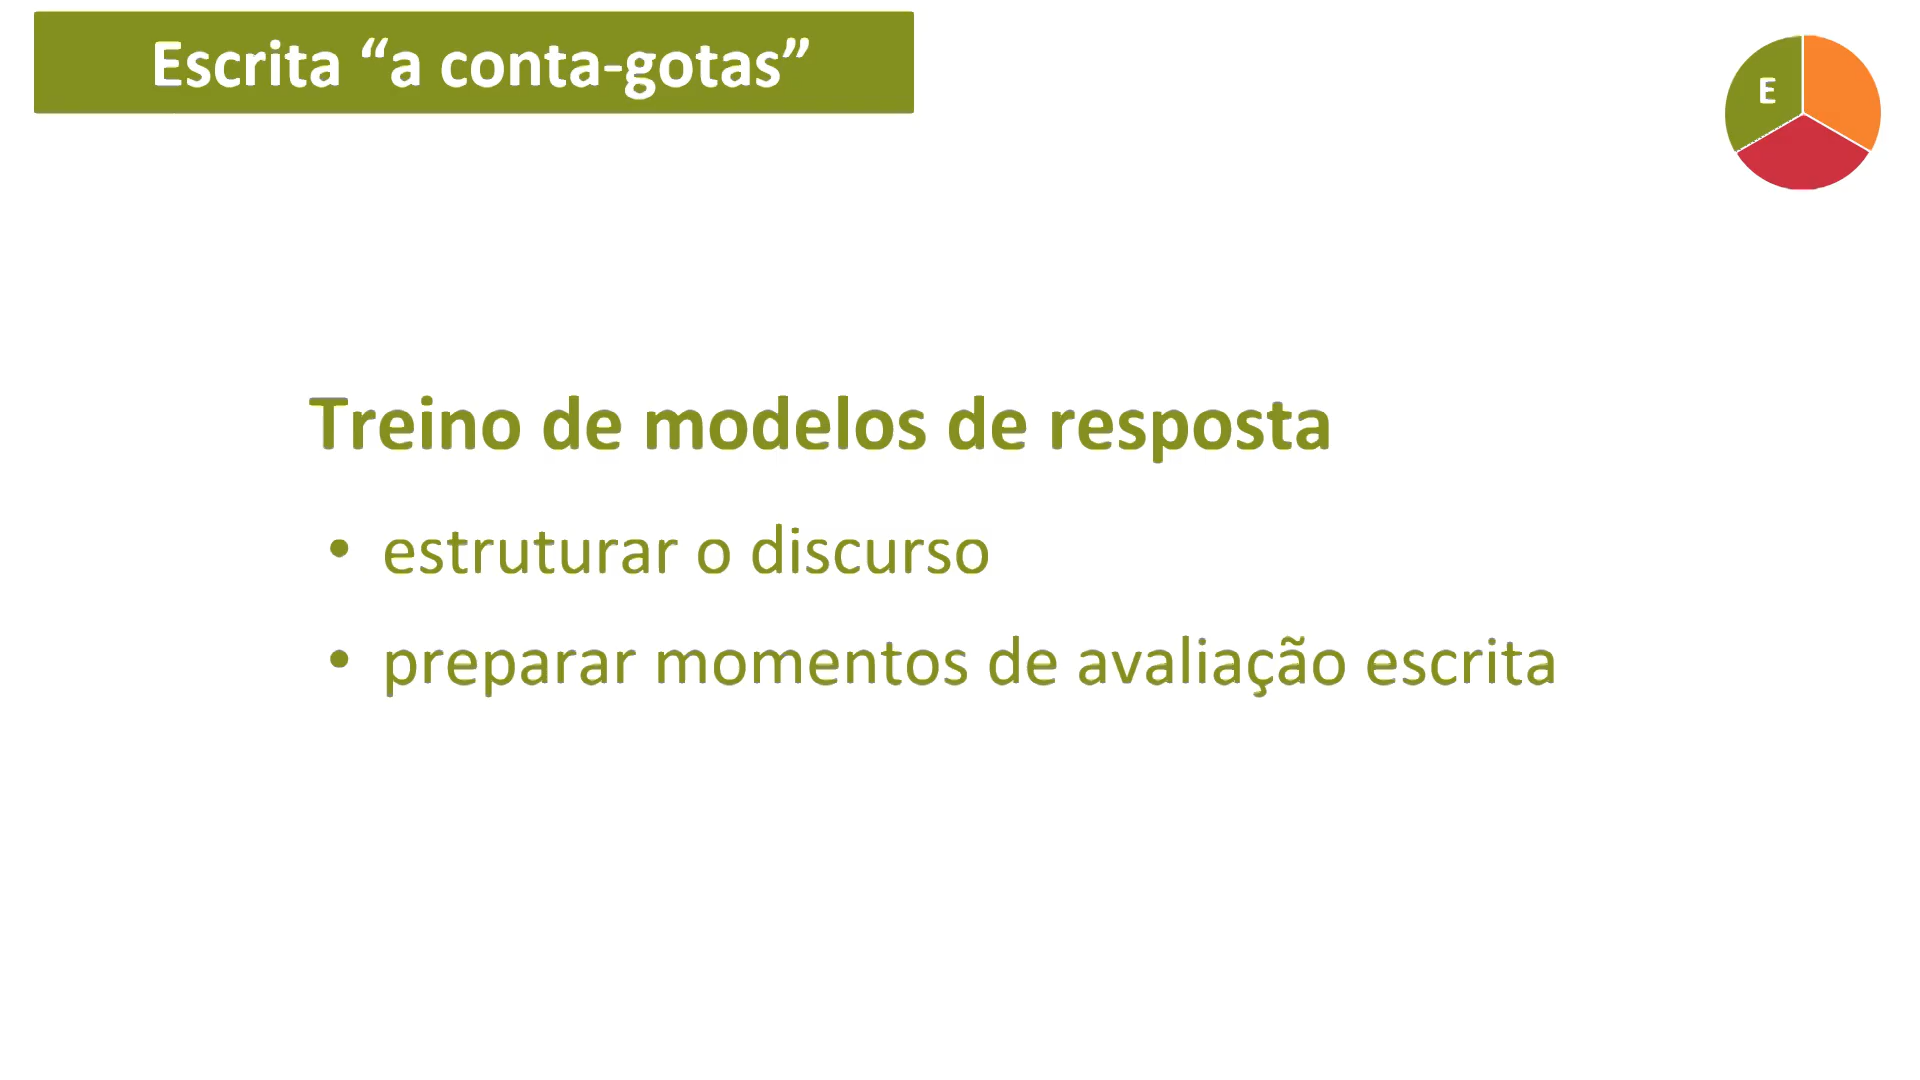 Escrita “a conta-gotas”
E
Treino de modelos de resposta
• estruturar o discurso
• preparar momentos de avaliação escrita